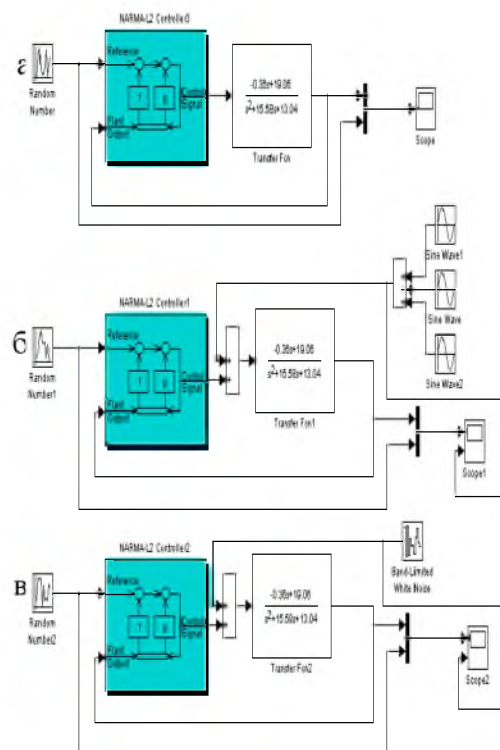 NARMA-L2 Controller3
а
Reference
Random
Number
f
g
Control
Signal
Plant
Output
-0.36s+19.06
s²+15.58s+13.04
Transfer Fcn
Scope
Sine Wave1
NARMA-L2 Controller1
Sine Wave
б
Reference
Random
Number1
f
g
Control
Signal
Plant
Output
-0.36s+19.06
s²+15.58s+13.04
Transfer Fcn1
Sine Wave2
Scope1
NARMA-L2 Controller2
в
Reference
Random
Number2
f
g
Control
Signal
Plant
Output
-0.36s+19.06
s²+15.58s+13.04
Transfer Fcn2
Band-Limited
White Noise
Scope2